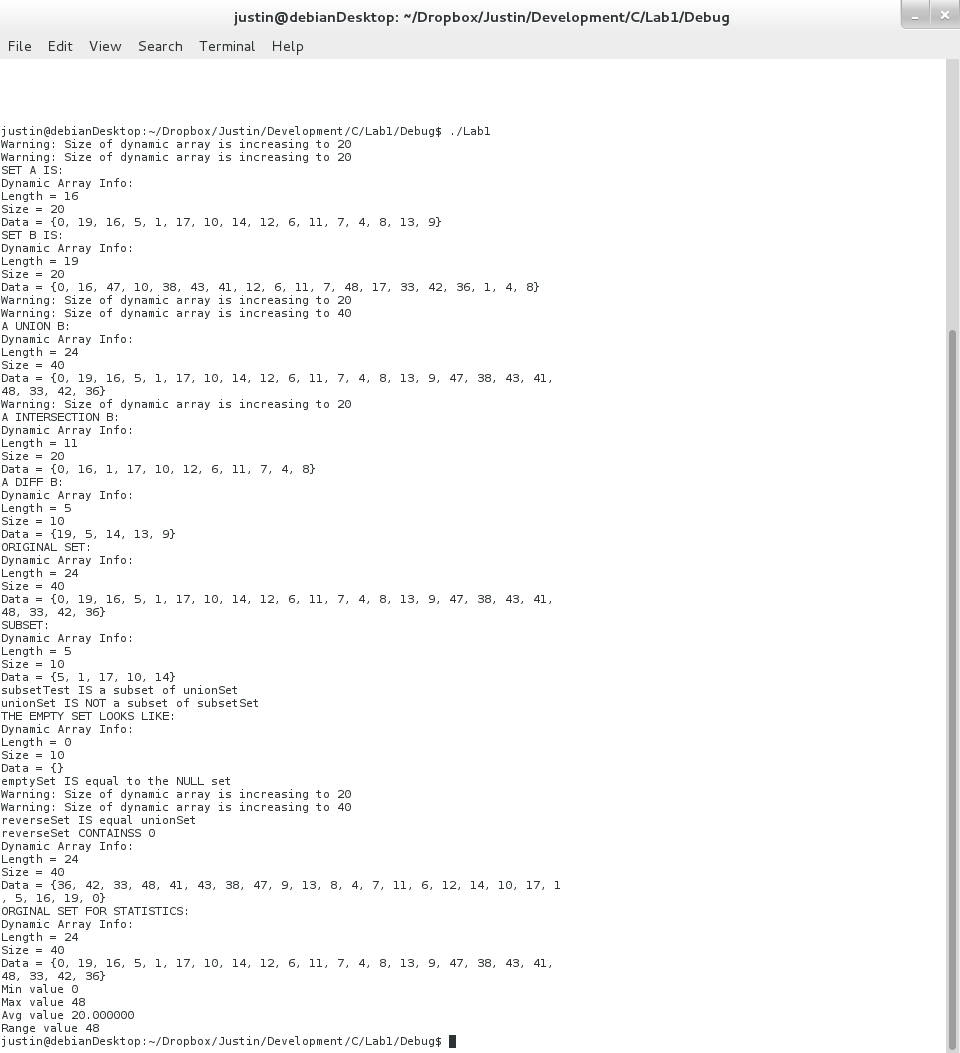 justin@debianDesktop: ~/Dropbox/Justin/Development/C/Lab1/Debug
File Edit View Search Terminal Help
justin@debianDesktop:~/Dropbox/Justin/Development/C/Lab1/Debug$ ./Lab1
Warning: Size of dynamic array is increasing to 20
Warning: Size of dynamic array is increasing to 20
SET A IS:
Dynamic Array Info:
Length = 16
Size = 20
Data = {0, 19, 16, 5, 1, 17, 10, 14, 12, 6, 11, 7, 4, 8, 13, 9}
SET B IS:
Dynamic Array Info:
Length = 19
Size = 20
Data = {0, 16, 47, 10, 38, 43, 41, 12, 6, 11, 7, 48, 17, 33, 42, 36, 1, 4, 8}
Warning: Size of dynamic array is increasing to 20
Warning: Size of dynamic array is increasing to 40
A UNION B:
Dynamic Array Info:
Length = 24
Size = 40
Data = {0, 19, 16, 5, 1, 17, 10, 14, 12, 6, 11, 7, 4, 8, 13, 9, 47, 38, 43, 41,
48, 33, 42, 36}
Warning: Size of dynamic array is increasing to 20
A INTERSECTION B:
Dynamic Array Info:
Length = 11
Size = 20
Data = {0, 16, 1, 17, 10, 12, 6, 11, 7, 4, 8}
A DIFF B:
Dynamic Array Info:
Length = 5
Size = 10
Data = {19, 5, 14, 13, 9}
ORIGINAL SET:
Dynamic Array Info:
Length = 24
Size = 40
Data = {0, 19, 16, 5, 1, 17, 10, 14, 12, 6, 11, 7, 4, 8, 13, 9, 47, 38, 43, 41,
48, 33, 42, 36}
SUBSET:
Dynamic Array Info:
Length = 5
Size = 10
Data = {5, 1, 17, 10, 14}
subsetTest IS a subset of unionSet
unionSet IS NOT a subset of subsetSet
THE EMPTY SET LOOKS LIKE:
Dynamic Array Info:
Length = 0
Size = 10
Data = {}
emptySet IS equal to the NULL set
Warning: Size of dynamic array is increasing to 20
Warning: Size of dynamic array is increasing to 40
reverseSet IS equal unionSet
reverseSet CONTAINSS 0
Dynamic Array Info:
Length = 24
Size = 40
Data = {36, 42, 33, 48, 41, 43, 38, 47, 9, 13, 8, 4, 7, 11, 6, 12, 14, 10, 17, 1
, 5, 16, 19, 0}
ORGINAL SET FOR STATISTICS:
Dynamic Array Info:
Length = 24
Size = 40
Data = {0, 19, 16, 5, 1, 17, 10, 14, 12, 6, 11, 7, 4, 8, 13, 9, 47, 38, 43, 41,
48, 33, 42, 36}
Min value 0
Max value 48
Avg value 20.000000
Range value 48
justin@debianDesktop:~/Dropbox/Justin/Development/C/Lab1/Debug$